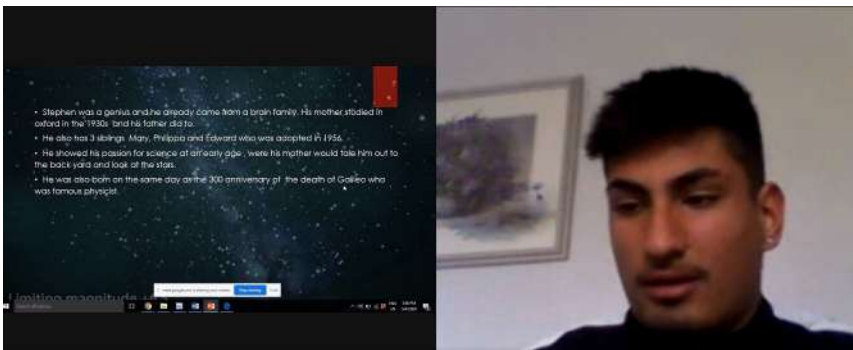 • Stephen was a genius and he already came from a brain family. His mother studied in
oxford in the 1930s and his father did to.
• He also has 3 siblings Mary, Philippa and Edward who was adopted in 1956.
• He showed his passion for science at an early age , were his mother would take him out to
the back yard and look at the stars.
• He was also born on the same day as the 300 anniversary of the death of Galileo who
was famous physicist.
Limiting magnitude
Stop sharing